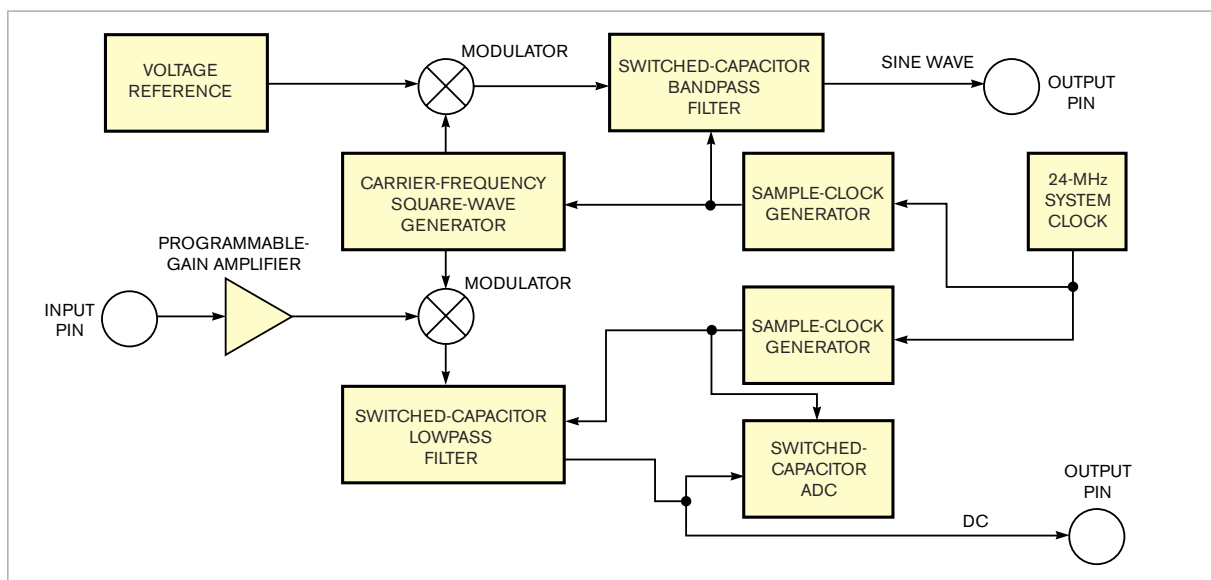 VOLTAGE
REFERENCE
MODULATOR
SWITCHED-CAPACITOR
BANDPASS
FILTER
SINE WAVE
OUTPUT
PIN
CARRIER-FREQUENCY
SQUARE-WAVE
GENERATOR
SAMPLE-CLOCK
GENERATOR
24-MHz
SYSTEM
CLOCK
PROGRAMMABLE-
GAIN AMPLIFIER
INPUT
PIN
MODULATOR
SAMPLE-CLOCK
GENERATOR
SWITCHED-CAPACITOR
LOWPASS
FILTER
SWITCHED-
CAPACITOR
ADC
DC
OUTPUT
PIN